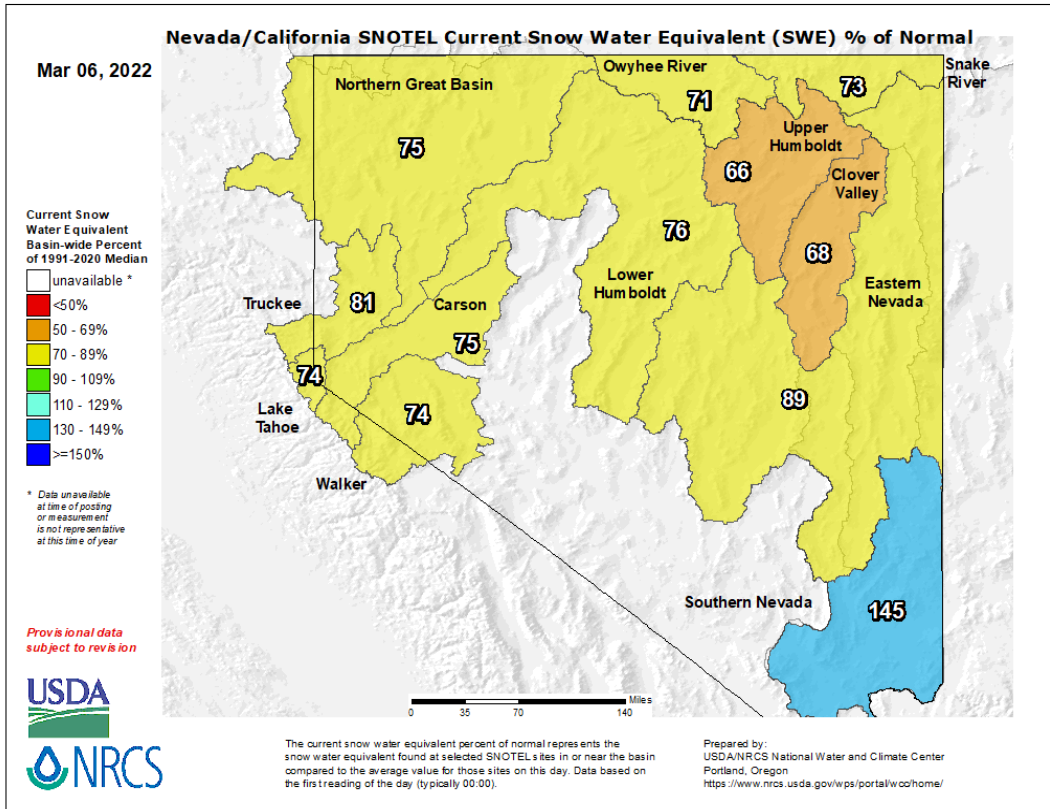 Nevada/California SNOTEL Current Snow Water Equivalent (SWE) % of Normal
Mar 06, 2022
Northern Great Basin
Owyhee River
Snake
River
75
71
73
Upper
Humboldt
66
Clover
Valley
76
68
Lower
Humboldt
Eastern
Nevada
Truckee
81
Carson
75
74
Lake
Tahoe
74
89
Walker
Southern Nevada
145
Current Snow
Water Equivalent
Basin-wide Percent
of 1991-2020 Median
unavailable *
<50%
50 - 69%
70 - 89%
90 - 109%
110 - 129%
130 - 149%
>=150%
* Data unavailable
at time of posting
or measurement
is not representative
at this time of year
Provisional data
subject to revision
USDA
NRCS
Miles
0 35 70 140
The current snow water equivalent percent of normal represents the
snow water equivalent found at selected SNOTEL sites in or near the basin
compared to the average value for those sites on this day. Data based on
the first reading of the day (typically 00:00).
Prepared by:
USDA/NRCS National Water and Climate Center
Portland, Oregon
https://www.nrcs.usda.gov/wps/portal/wcc/home/